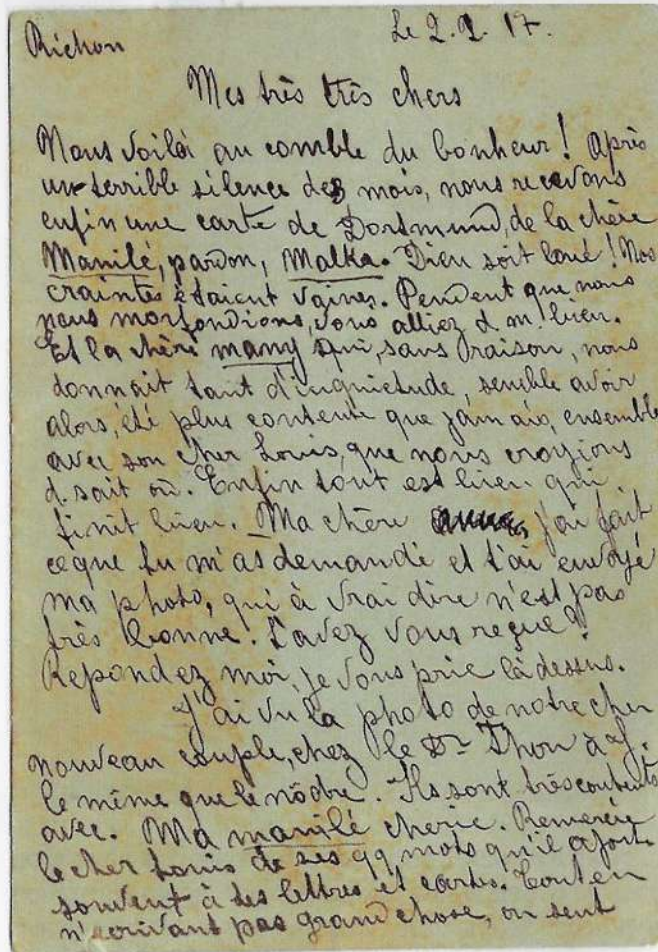 Richon Le 2.2.17.
Mes très très chers
Nous voilà au comble du bonheur! Après
un terrible silence de 3 mois, nous recevons
enfin une carte de Dortmund, de la chère
Manilé, pardon, Malka. Dieu soit loué! Nos
craintes étaient vaines. Pendent que nous
nous morfondions, vous alliez d. m. bien.
Et la chère many qui, sans raison, nous
donnait tant d'inquietude, semble avoir
alors, été plus contente que jamais, ensemble
avec son cher Louis, que nous croyions
d. sait où. Enfin tout est bien qui
finit bien. Ma chère j'ai fait
ce que tu m'as demandé et t'ai envoyé
ma photo, qui à vrai dire n'est pas
très bonne. L'avez vous reçue?
Repondez moi, je vous prie là dessus.
J'ai vu la photo de notre cher
nouveau couple, chez le Dr Thon à J.
le même que le nôdre. Ils sont très contents
avec. Ma manilé cherie. Remercie
le cher Louis de ses qq mots qu'il ajoute
souvent à tes lettres et cartes. Tout en
n'ecrivant pas grand chose, on sent